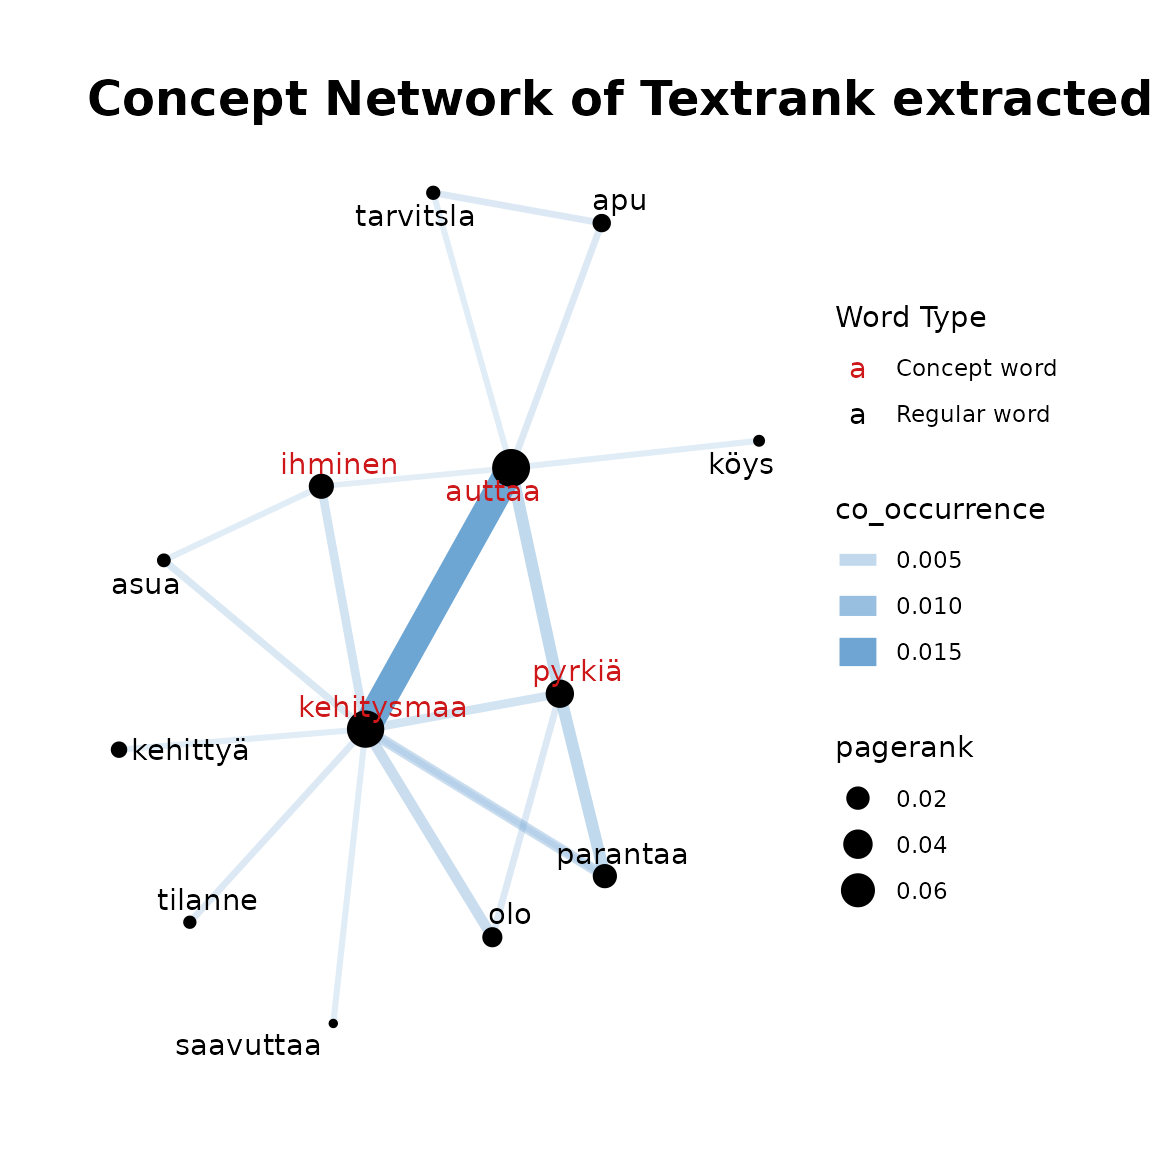 Concept Network of Textrank extracted
tarvitsla
apu
köys
ihminen
auttaa
asua
pyrkiä
kehitysmaa
kehittyä
parantaa
tilanne
olo
saavuttaa
Word Type
a Concept word
a Regular word
co_occurrence
0.005
0.010
0.015
pagerank
0.02
0.04
0.06